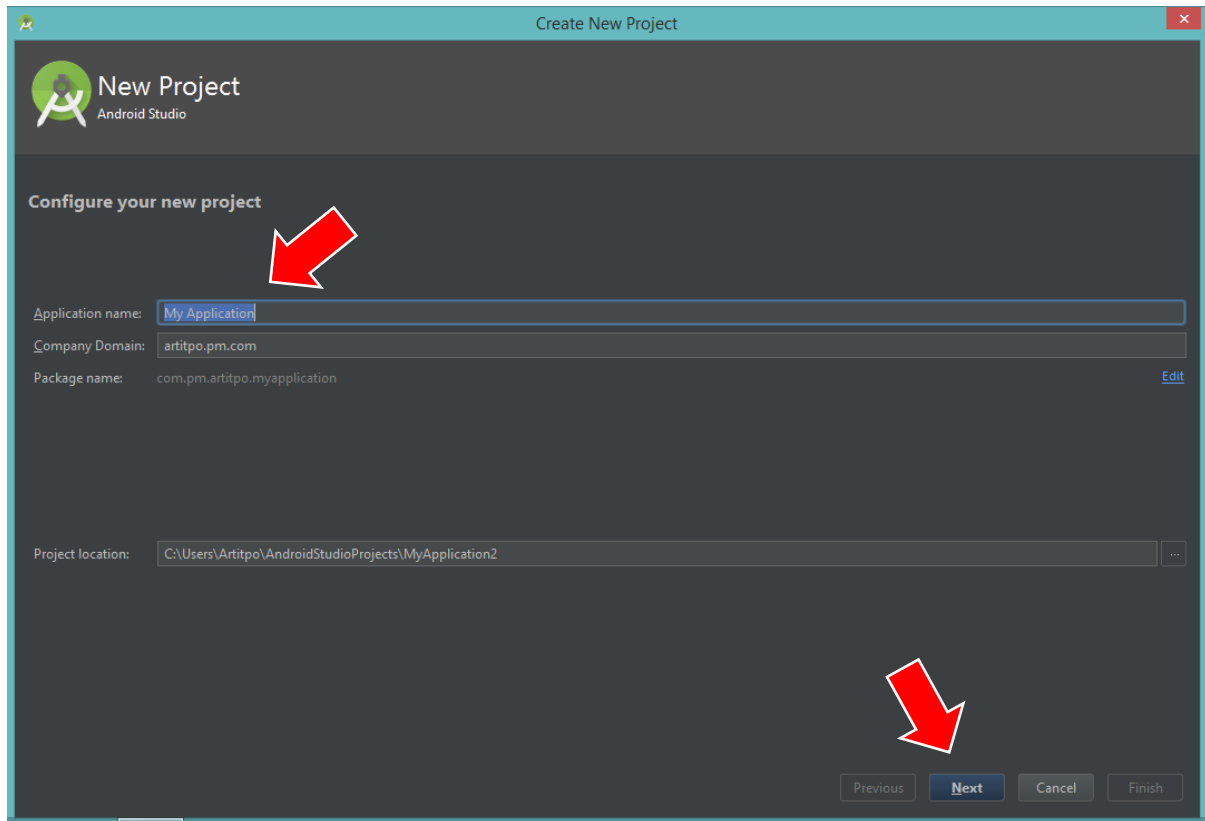 Create New Project
New Project
Android Studio
Configure your new project
Application name: My Application
Company Domain: artitpo.pm.com
Package name: com.pm.artitpo.myapplication Edit
Project location: C:\Users\Artitpo\AndroidStudioProjects\MyApplication2 ...
Previous Next Cancel Finish